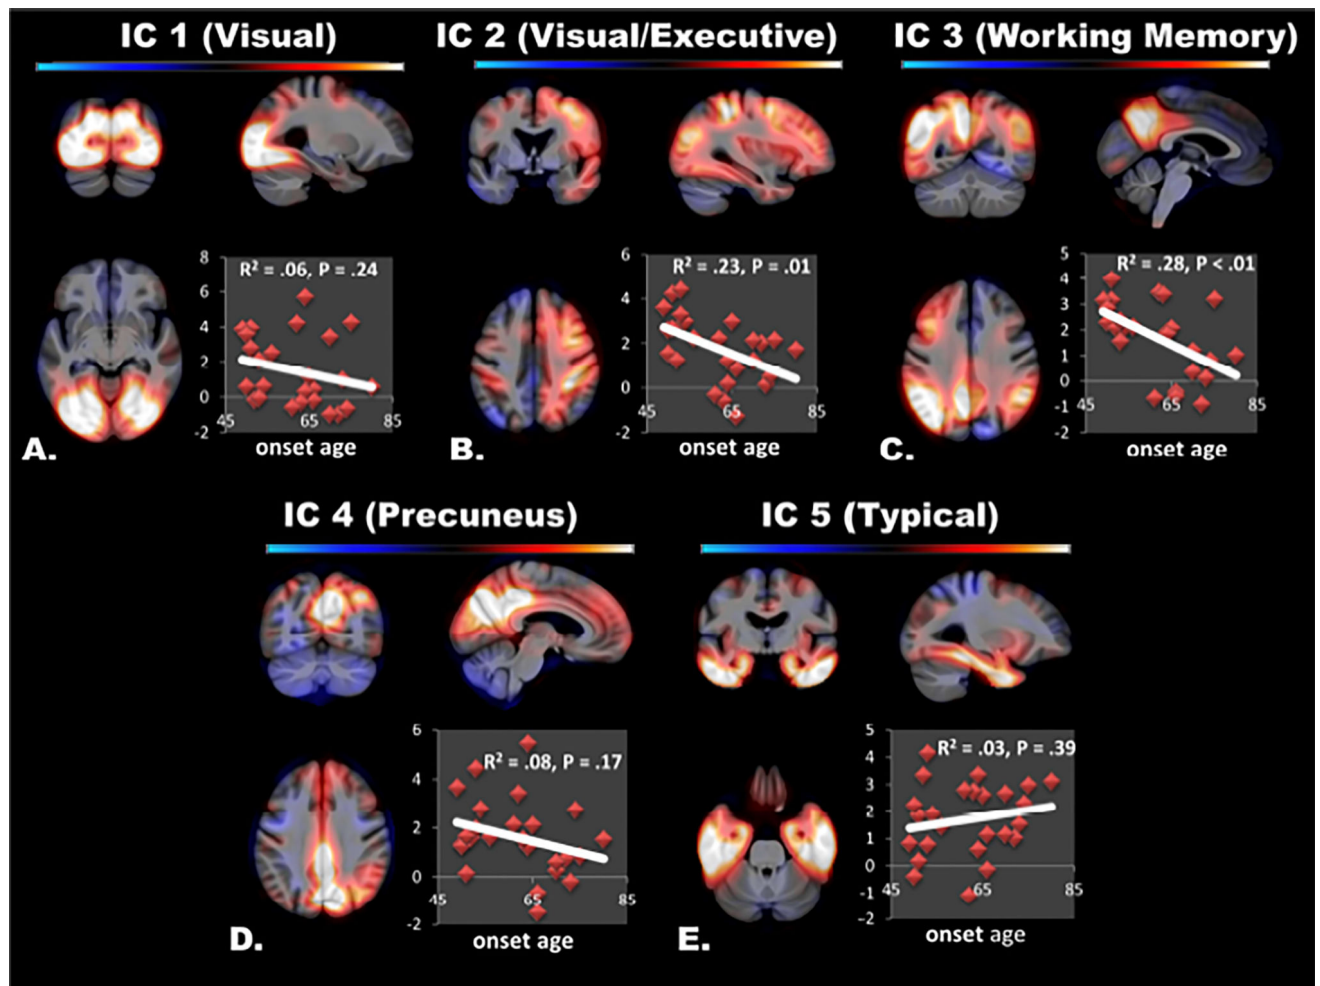 IC 1 (Visual)
IC 2 (Visual/Executive)
IC 3 (Working Memory)
8
6
4
2
0
-2
R² = .06, P = .24
45
65
85
onset age
A.
6
4
2
0
-2
R² = .23, P = .01
45
65
85
onset age
B.
5
4
3
2
1
0
-1
-2
R² = .28, P < .01
45
65
85
onset age
C.
IC 4 (Precuneus)
IC 5 (Typical)
6
4
2
0
-2
R² = .08, P = .17
45
65
85
onset age
D.
5
4
3
2
1
0
-1
-2
R² = .03, P = .39
45
65
85
onset age
E.